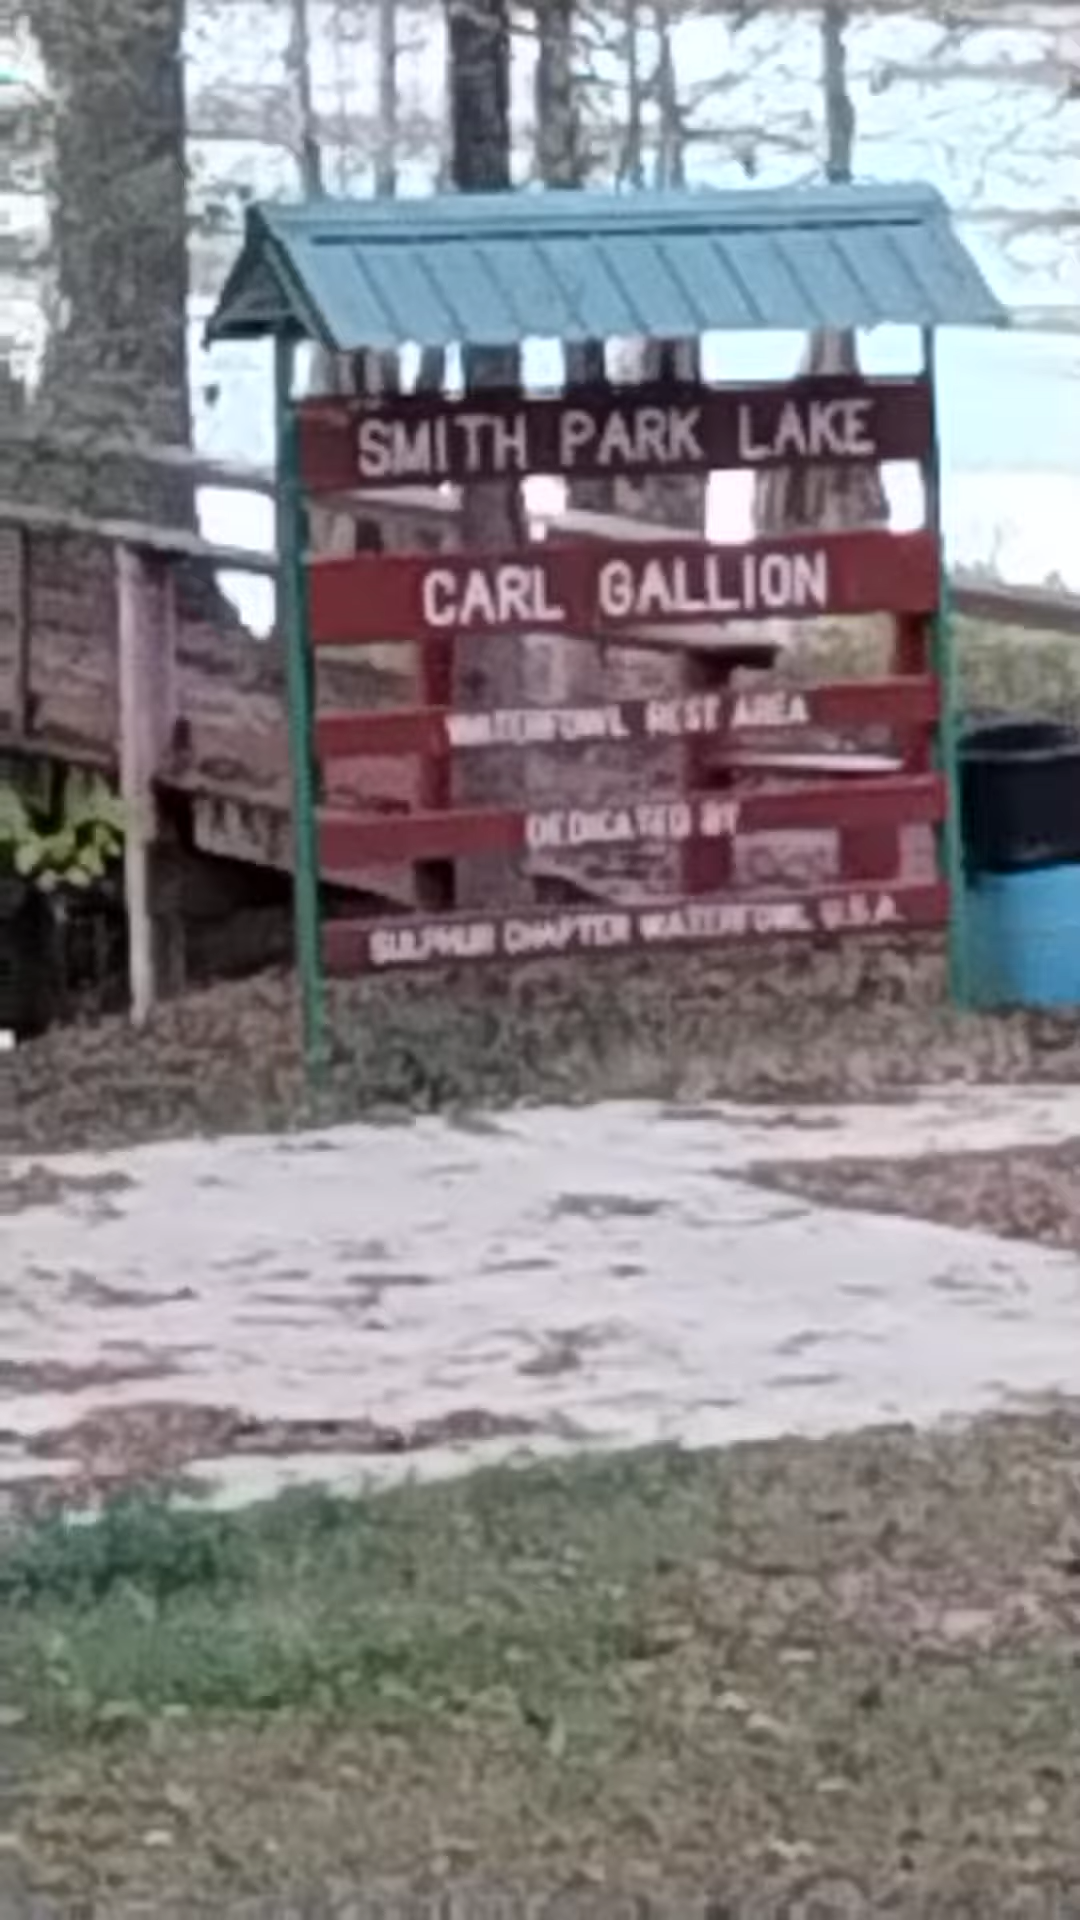 SMITH PARK LAKE
CARL GALLION
WATERFOWL REST AREA
DEDICATED BY
SULPHUR CHAPTER WATERFOWL U.S.A.